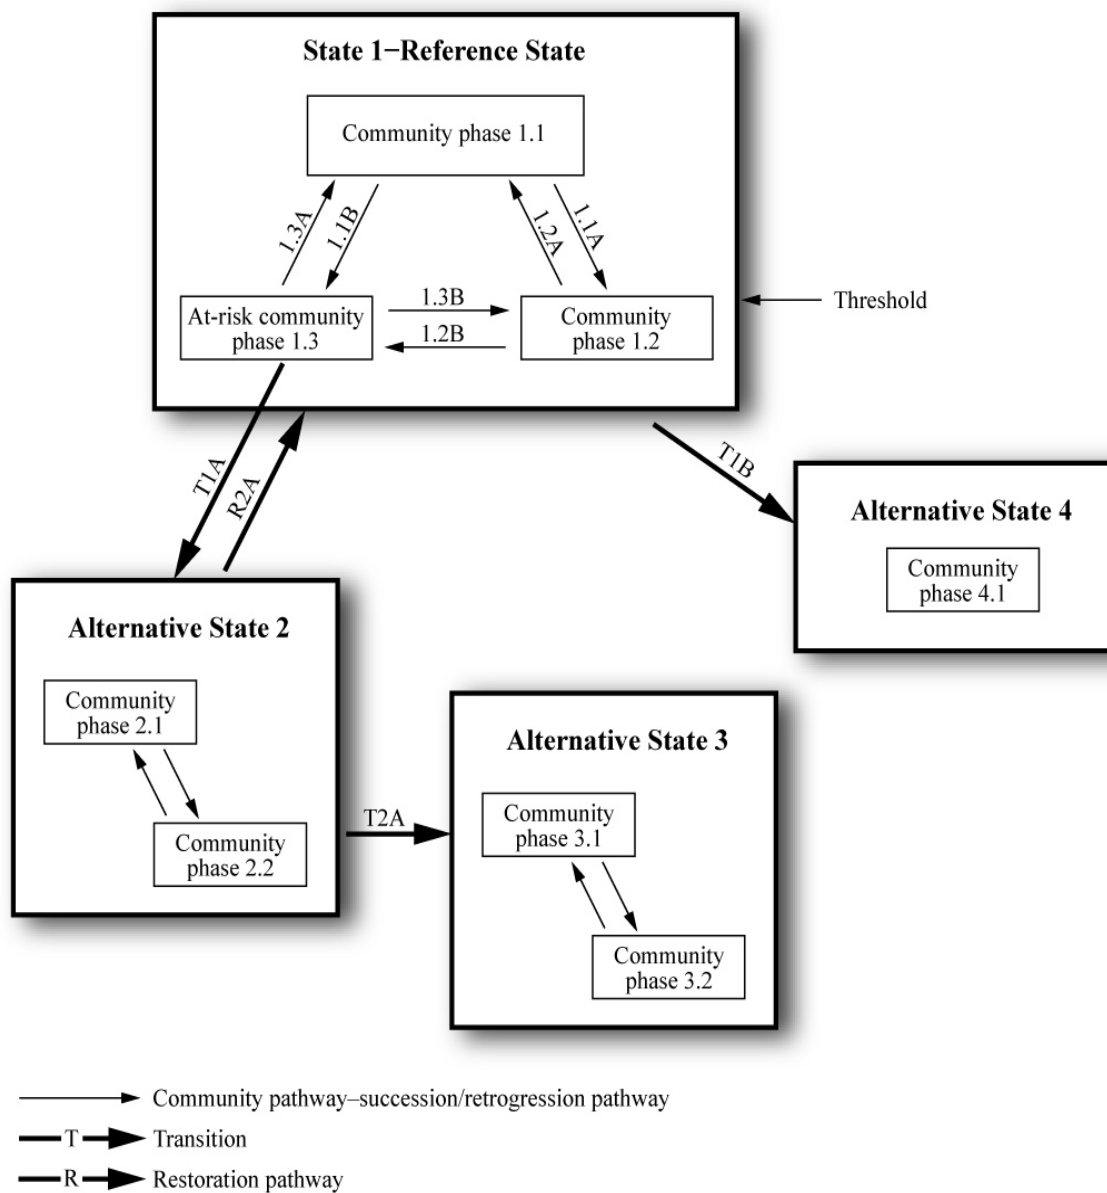 State 1–Reference State
Community phase 1.1
1.3A
1.1B
1.2A
1.1A
At-risk community
phase 1.3
1.3B
1.2B
Community
phase 1.2
Threshold
T1A
R2A
T1B
Alternative State 4
Community
phase 4.1
Alternative State 2
Community
phase 2.1
Community
phase 2.2
T2A
Alternative State 3
Community
phase 3.1
Community
phase 3.2
Community pathway–succession/retrogression pathway
T Transition
R Restoration pathway